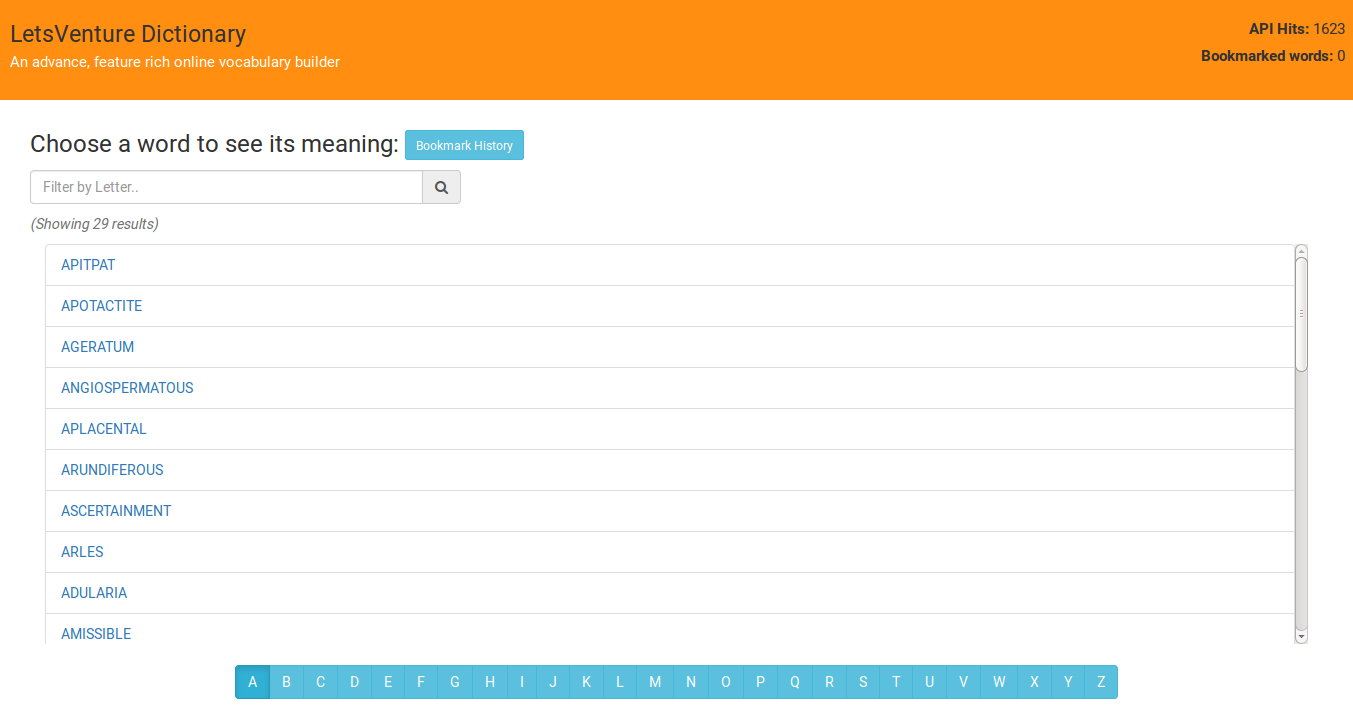 LetsVenture Dictionary
An advance, feature rich online vocabulary builder
API Hits: 1623
Bookmarked words: 0
Choose a word to see its meaning: Bookmark History
Filter by Letter..
(Showing 29 results)
APITPAT
APOTACTITE
AGERATUM
ANGIOSPERMATOUS
APLACENTAL
ARUNDIFEROUS
ASCERTAINMENT
ARLES
ADULARIA
AMISSIBLE
A B C D E F G H I J K L M N O P Q R S T U V W X Y Z